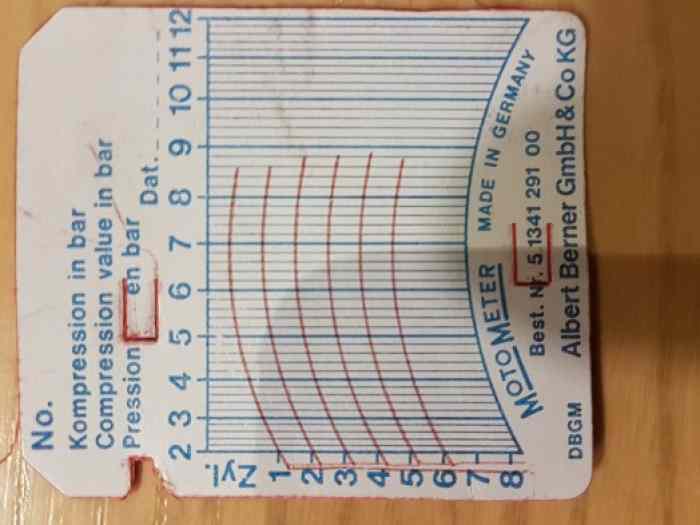 No.
Kompression in bar
Compression value in bar
Pression en bar
Dat.
2 3 4 5 6 7 8 9 10 11 12
Zyl.
1
2
3
4
5
6
7
8
MOTOMETER MADE IN GERMANY
Best. Nr. 5.1341 291 00
DBGM Albert Berner GmbH & Co KG